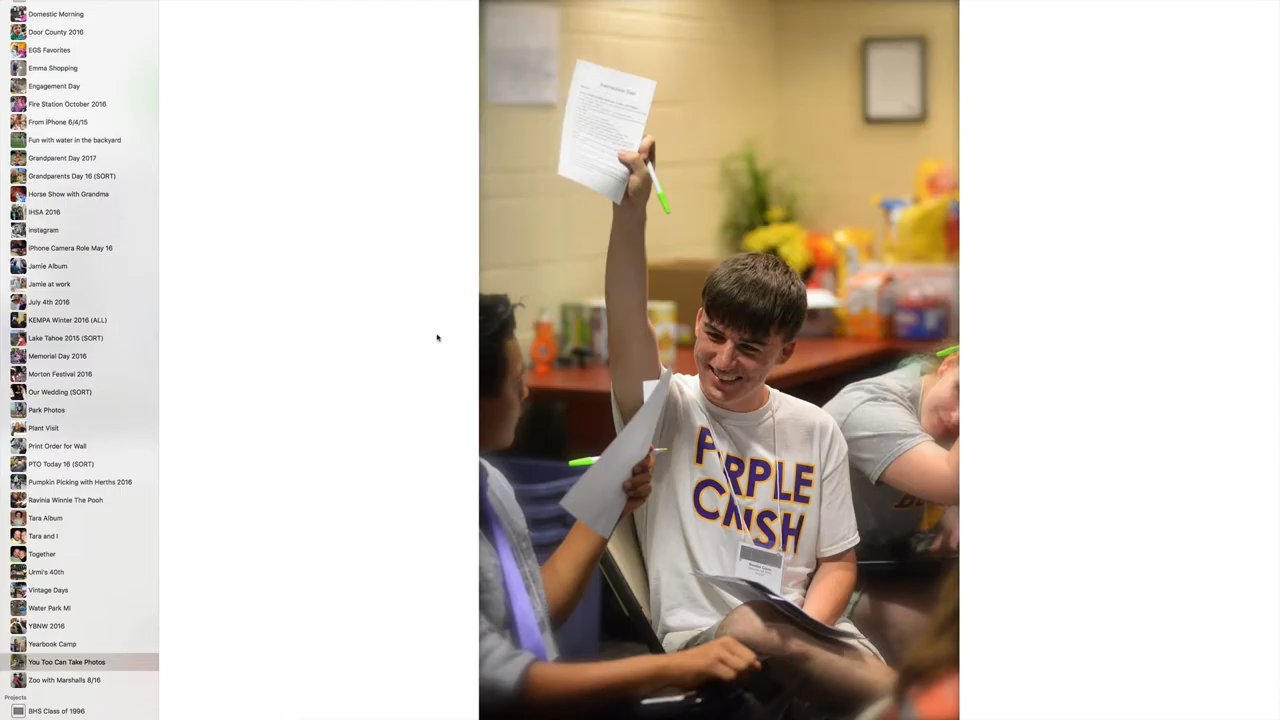 Domestic Morning
Door County 2016
EGS Favorites
Emma Shopping
Engagement Day
Fire Station October 2016
From iPhone 6/4/15
Fun with water in the backyard
Grandparent Day 2017
Grandparents Day 16 (SORT)
Horse Show with Grandma
IHSA 2016
Instagram
iPhone Camera Role May 16
Jamie Album
Jamie at work
July 4th 2016
KEMPA Winter 2016 (ALL)
Lake Tahoe 2015 (SORT)
Memorial Day 2016
Morton Festival 2016
Our Wedding (SORT)
Park Photos
Plant Visit
Print Order for Wall
PTO Today 16 (SORT)
Pumpkin Picking with Herths 2016
Ravinia Winnie The Pooh
Tara Album
Tara and I
Together
Urmi's 40th
Vintage Days
Water Park MI
YBNW 2016
Yearbook Camp
You Too Can Take Photos
Zoo with Marshalls 8/16
Projects
BHS Class of 1996
PURPLE
CRUSH